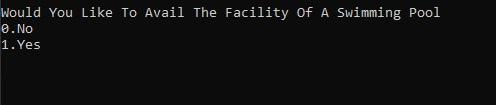 Would You Like To Avail The Facility Of A Swimming Pool
0.No
1.Yes